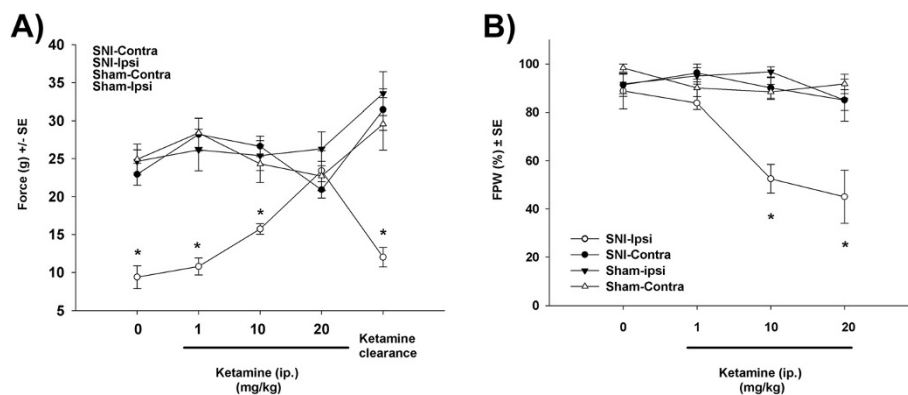 A)
SNI-Contra
SNI-Ipsi
Sham-Contra
Sham-Ipsi
Force (g) +/- SE
40
35
30
25
20
15
10
5
* * * *
0 1 10 20 Ketamine
clearance
Ketamine (ip.)
(mg/kg)
B)
FPW (%) ± SE
100
80
60
40
20
0
* *
SNI-Ipsi
SNI-Contra
Sham-ipsi
Sham-Contra
0 1 10 20
Ketamine (ip.)
(mg/kg)